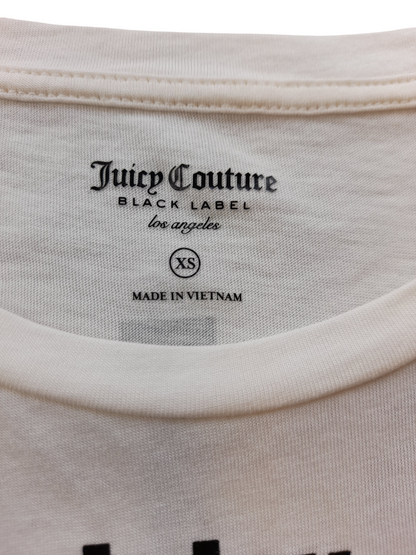 Juicy Couture
BLACK LABEL
los angeles
XS
MADE IN VIETNAM